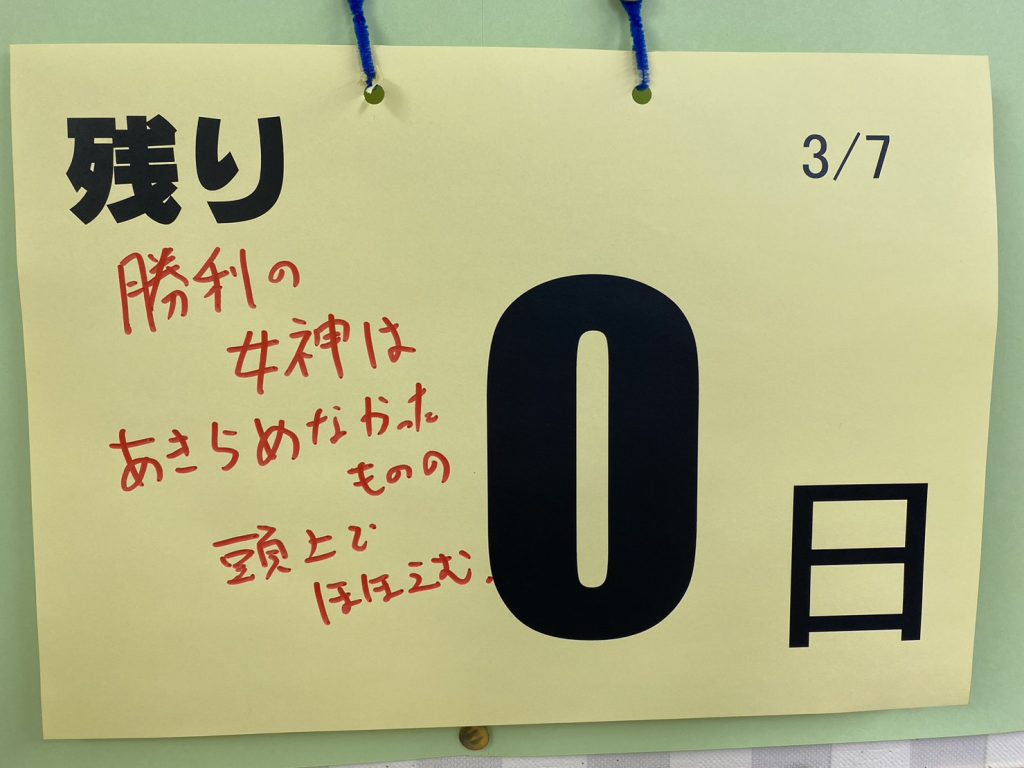 残り
3/7
勝利の
女神は
あきらめなかった
ものの
頭上で
ほほえむ.
0
日